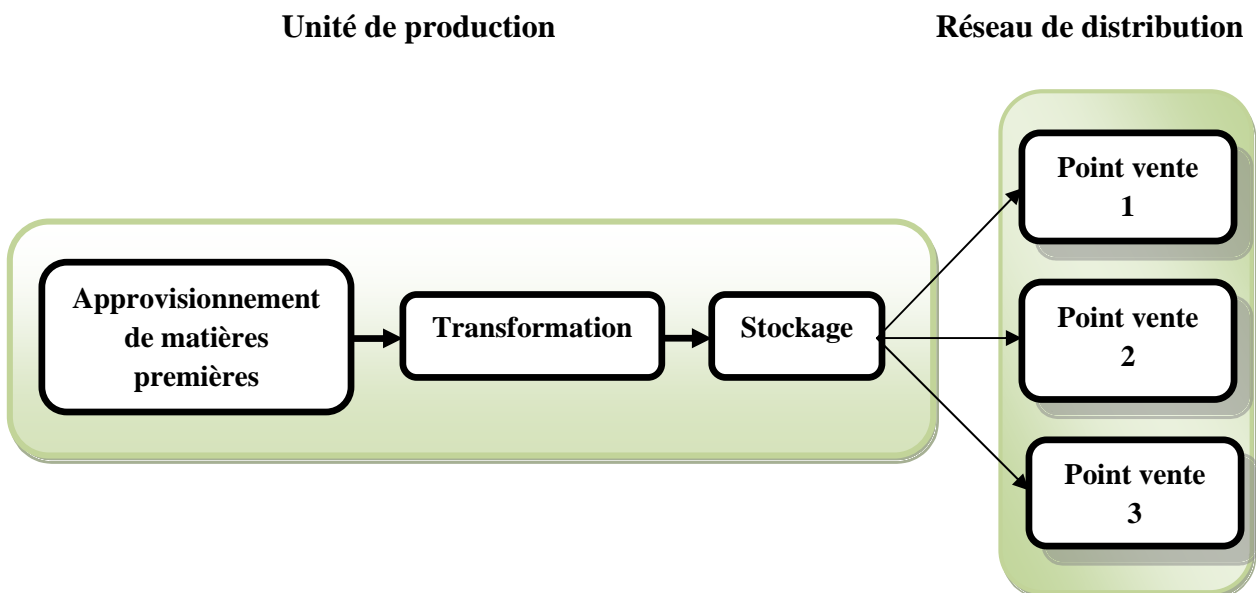 Unité de production
Réseau de distribution
Approvisionnement
de matières
premières
Transformation
Stockage
Point vente
1
Point vente
2
Point vente
3